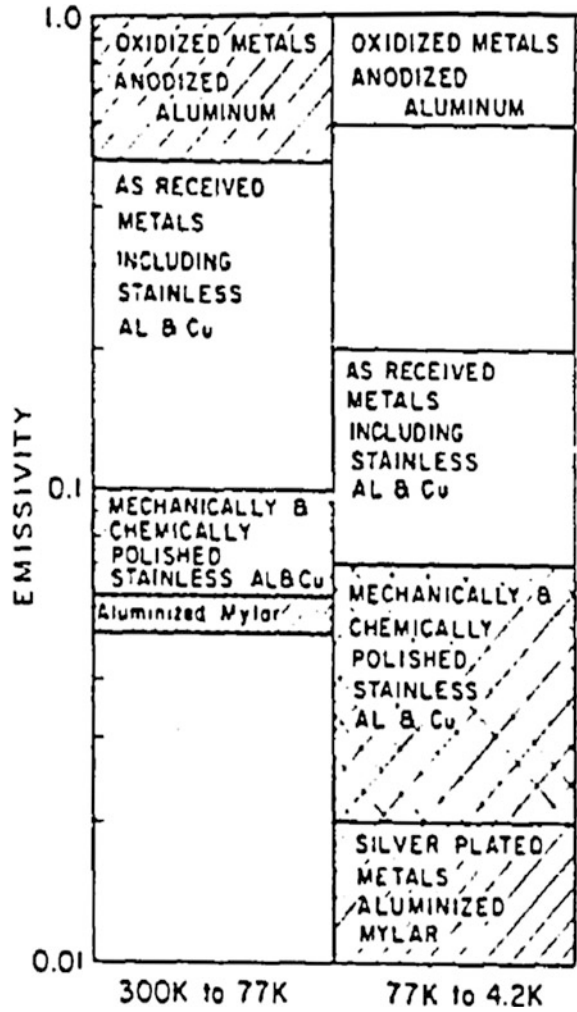 1.0
OXIDIZED METALS
ANODIZED
ALUMINUM
AS RECEIVED
METALS
INCLUDING
STAINLESS
AL & Cu
0.1
MECHANICALLY &
CHEMICALLY
POLISHED
STAINLESS AL&Cu
Aluminized Mylar
0.01
300K to 77K
EMISSIVITY
OXIDIZED METALS
ANODIZED
ALUMINUM
AS RECEIVED
METALS
INCLUDING
STAINLESS
AL & Cu
MECHANICALLY &
CHEMICALLY
POLISHED
STAINLESS
AL & Cu
SILVER PLATED
METALS
ALUMINIZED
MYLAR
77K to 4.2K